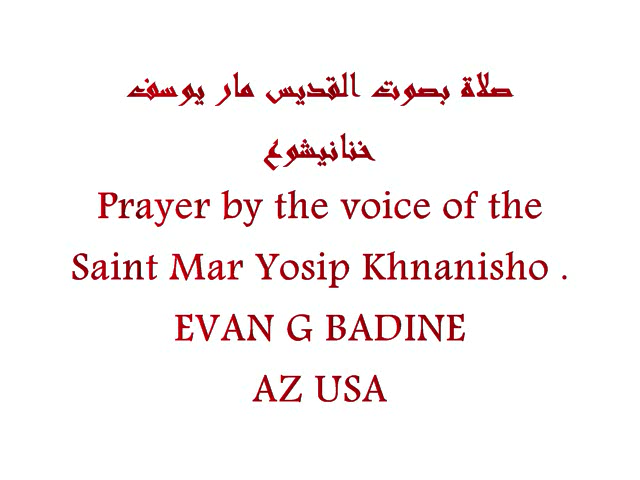 صلاة بصوت القديس مار يوسف
خنانيشوع
Prayer by the voice of the
Saint Mar Yosip Khnanisho .
EVAN G BADINE
AZ USA